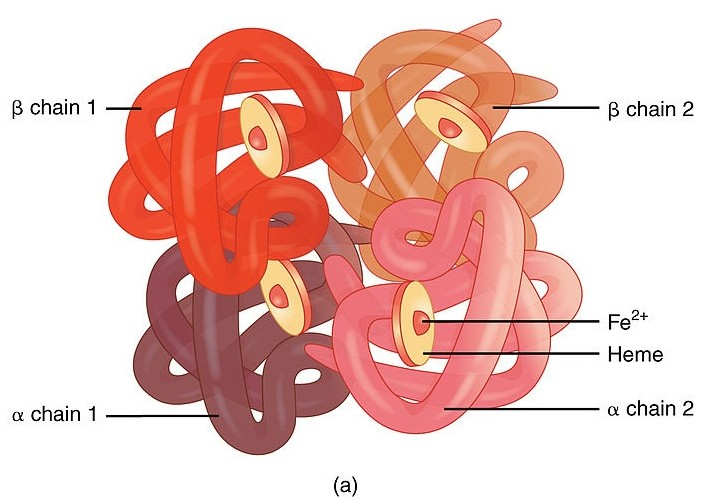 β chain 1
β chain 2
Fe²⁺
Heme
α chain 1
α chain 2
(a)